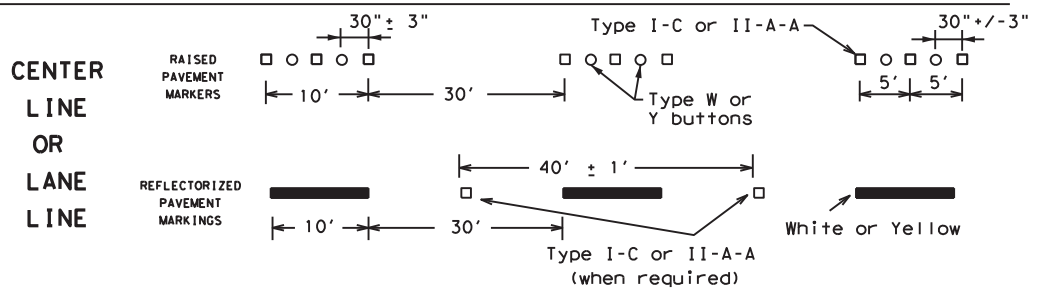 CENTER
LINE
OR
LANE
LINE
RAISED
PAVEMENT
MARKERS
30"± 3"
10'
30'
Type I-C or II-A-A
Type W or
Y buttons
30"+/-3"
5'
5'
REFLECTORIZED
PAVEMENT
MARKINGS
40' ± 1'
10'
30'
Type I-C or II-A-A
(when required)
White or Yellow